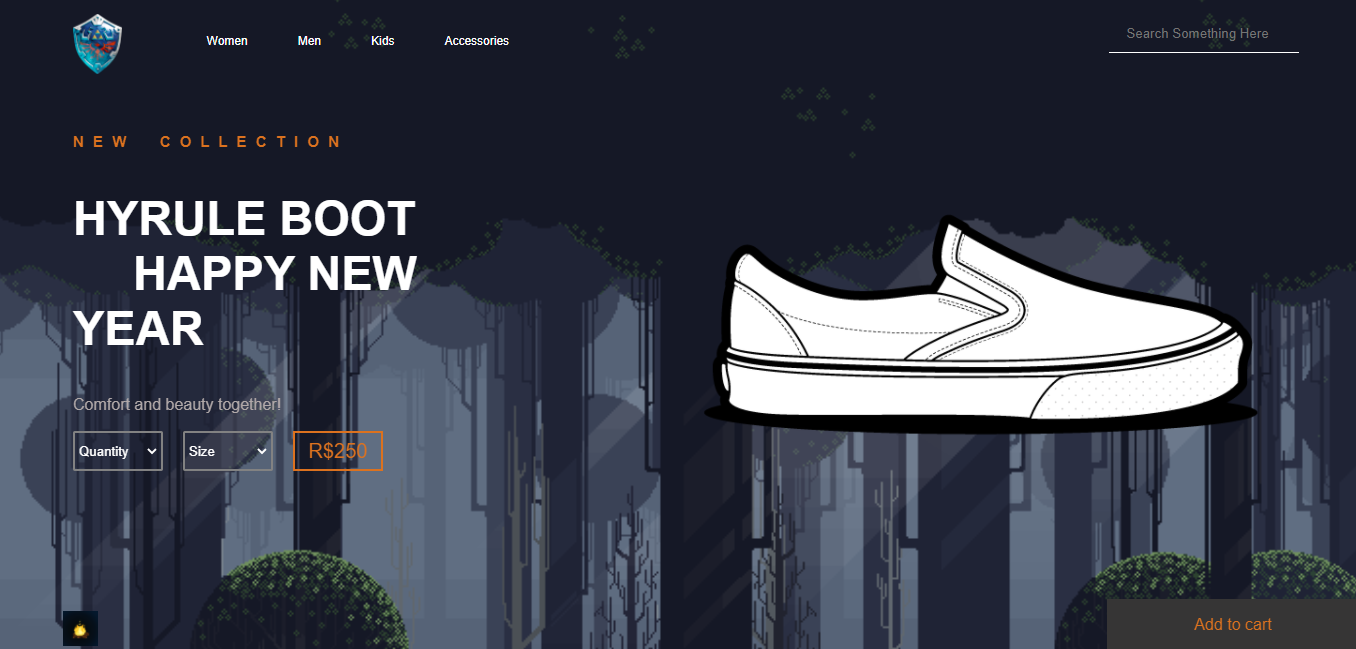 Women
Men
Kids
Accessories
Search Something Here
NEW COLLECTION
HYRULE BOOT
HAPPY NEW
YEAR
Comfort and beauty together!
Quantity
Size
R$250
Add to cart